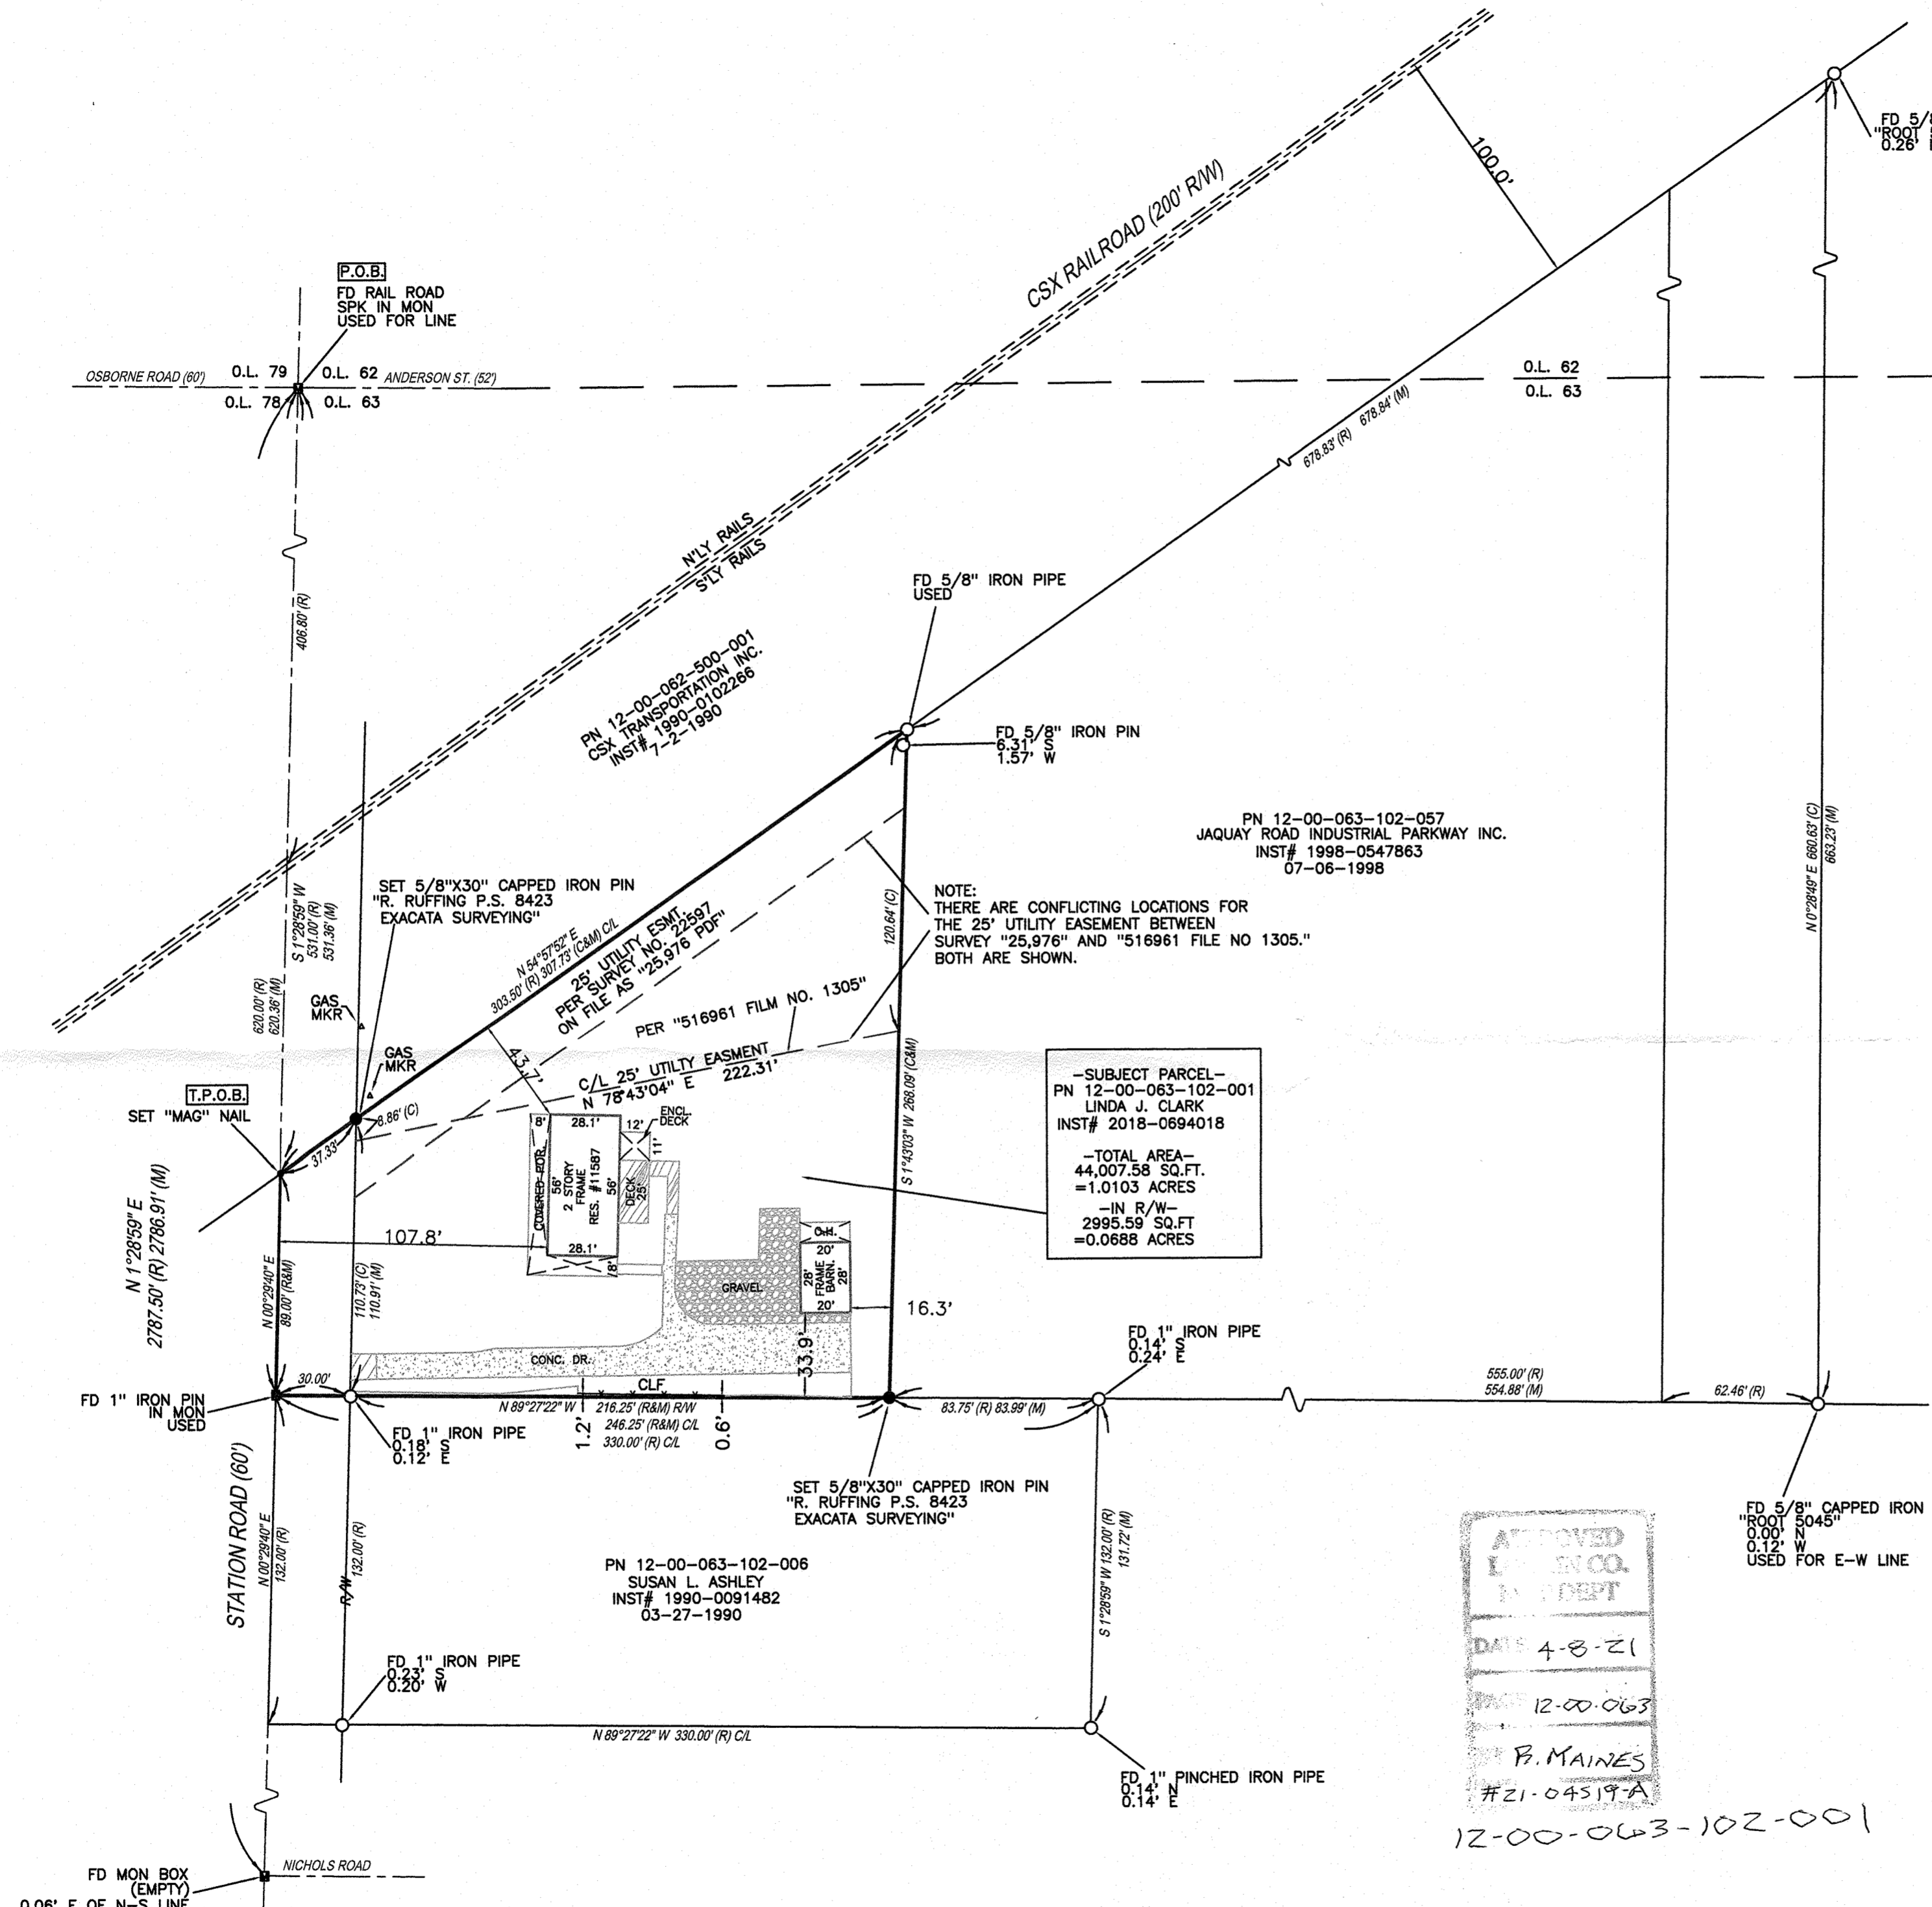 FD 5/8
"ROOT
0.26'
100.0'
CSX RAILROAD (200' R/W)
P.O.B.
FD RAIL ROAD
SPK IN MON
USED FOR LINE
OSBORNE ROAD (60')
O.L. 79
O.L. 62
ANDERSON ST. (52')
O.L. 78
O.L. 63
O.L. 62
O.L. 63
678.83' (R) 678.84' (M)
N'LY RAILS
S'LY RAILS
406.80' (R)
FD 5/8" IRON PIPE
USED
PN 12-00-062-500-001
CSX TRANSPORTATION INC.
INST# 1990-0102266
7-2-1990
FD 5/8" IRON PIN
6.31' S
1.57' W
PN 12-00-063-102-057
JAQUAY ROAD INDUSTRIAL PARKWAY INC.
INST# 1998-0547863
07-06-1998
N 0°28'49" E 660.63' (C)
663.23' (M)
S 1°28'59" W
531.00' (R)
531.36' (M)
SET 5/8"X30" CAPPED IRON PIN
"R. RUFFING P.S. 8423
EXACATA SURVEYING"
N 54°57'52" E
303.50' (R) 307.73' (C&M) C/L
25' UTILITY ESMT.
PER SURVEY NO. 22597
ON FILE AS "25,976 PDF"
120.64' (C)
NOTE:
THERE ARE CONFLICTING LOCATIONS FOR
THE 25' UTILITY EASEMENT BETWEEN
SURVEY "25,976" AND "516961 FILE NO 1305."
BOTH ARE SHOWN.
620.00' (R)
620.36' (M)
GAS
MKR
GAS
MKR
PER "516961 FILM NO. 1305"
43.7'
C/L 25' UTILTY EASMENT
N 78°43'04" E 222.31'
S 1°43'03" W 268.09' (C&M)
T.P.O.B.
SET "MAG" NAIL
37.33'
8.86' (C)
-SUBJECT PARCEL-
PN 12-00-063-102-001
LINDA J. CLARK
INST# 2018-0694018
-TOTAL AREA-
44,007.58 SQ.FT.
=1.0103 ACRES
-IN R/W-
2995.59 SQ.FT
=0.0688 ACRES
8'
28.1'
12'
ENCL.
DECK
11'
COVERED POR.
56'
2 STORY
FRAME
RES. #11587
56'
DECK
25'
28.1'
8'
107.8'
N 1°28'59" E
2787.50' (R) 2786.91' (M)
N 00°29'40" E
89.00' (R&M)
110.73' (C)
110.91' (M)
GRAVEL
O.H.
20'
28'
FRAME
BARN.
28'
20'
16.3'
33.9'
CONC. DR.
CLF
30.00'
FD 1" IRON PIN
IN MON
USED
FD 1" IRON PIPE
0.18' S
0.12' E
N 89°27'22" W 216.25' (R&M) R/W
246.25' (R&M) C/L
330.00' (R) C/L
1.2'
0.6'
FD 1" IRON PIPE
0.14' S
0.24' E
83.75' (R) 83.99' (M)
555.00' (R)
554.88' (M)
62.46' (R)
SET 5/8"X30" CAPPED IRON PIN
"R. RUFFING P.S. 8423
EXACATA SURVEYING"
FD 5/8" CAPPED IRON
"ROOT 5045"
0.00' N
0.12' W
USED FOR E-W LINE
STATION ROAD (60')
N 00°29'40" E
132.00' (R)
R/W
132.00' (R)
PN 12-00-063-102-006
SUSAN L. ASHLEY
INST# 1990-0091482
03-27-1990
S 1°28'59" W 132.00' (R)
131.72' (M)
FD 1" IRON PIPE
0.23' S
0.20' W
N 89°27'22" W 330.00' (R) C/L
FD 1" PINCHED IRON PIPE
0.14' N
0.14' E
APPROVED
CO.
DEPT
DATE 4-8-21
PAGE 12-00-063
R. MAINES
#21-04519-A
12-00-063-102-001
FD MON BOX
(EMPTY)
0.06' E OF N-S LINE
NICHOLS ROAD